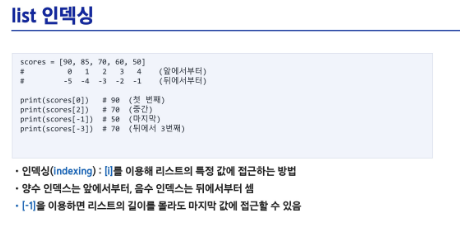 list 인덱싱
scores = [90, 85, 70, 60, 50]
# 0 1 2 3 4 (앞에서부터)
# -5 -4 -3 -2 -1 (뒤에서부터)
print(scores[0]) # 90 (첫 번째)
print(scores[2]) # 70 (중간)
print(scores[-1]) # 50 (마지막)
print(scores[-3]) # 70 (뒤에서 3번째)
• 인덱싱(indexing) : [i]를 이용해 리스트의 특정 값에 접근하는 방법
• 양수 인덱스는 앞에서부터, 음수 인덱스는 뒤에서부터 셈
• [-1]을 이용하면 리스트의 길이를 몰라도 마지막 값에 접근할 수 있음